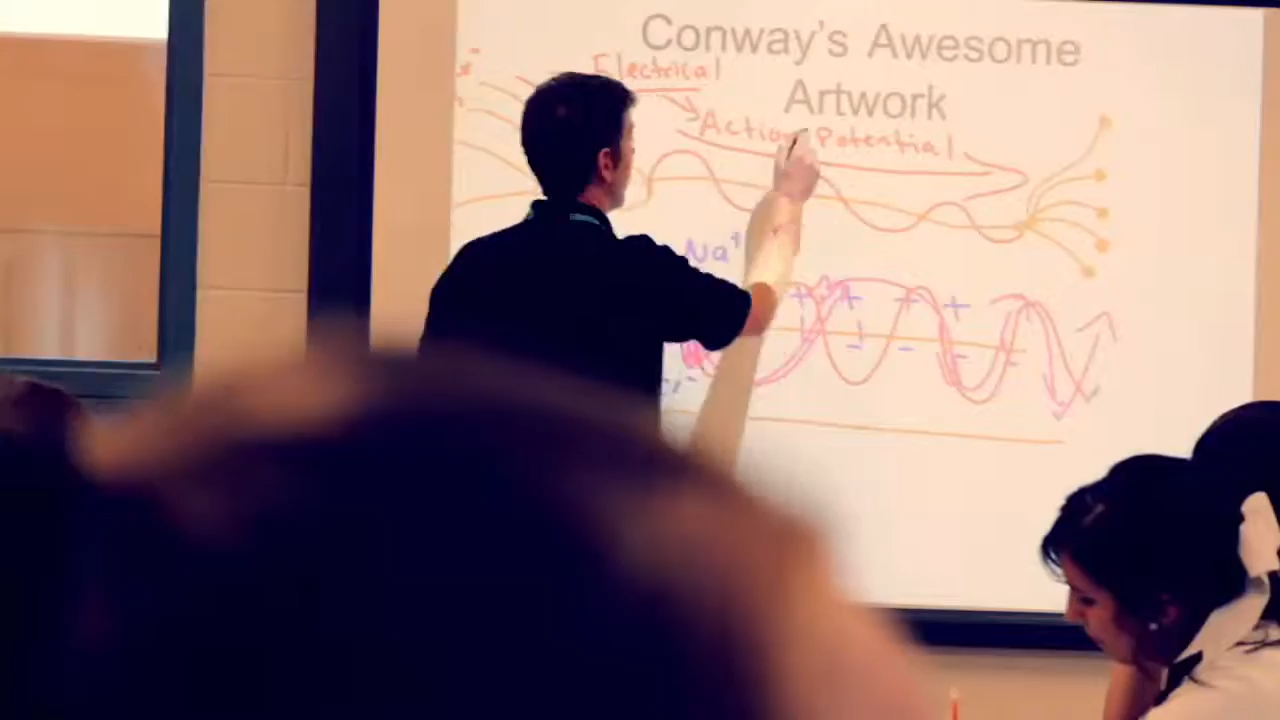 Conway's Awesome
Artwork
Electrical
Action Potential
Na+
+ + + +
- - - -